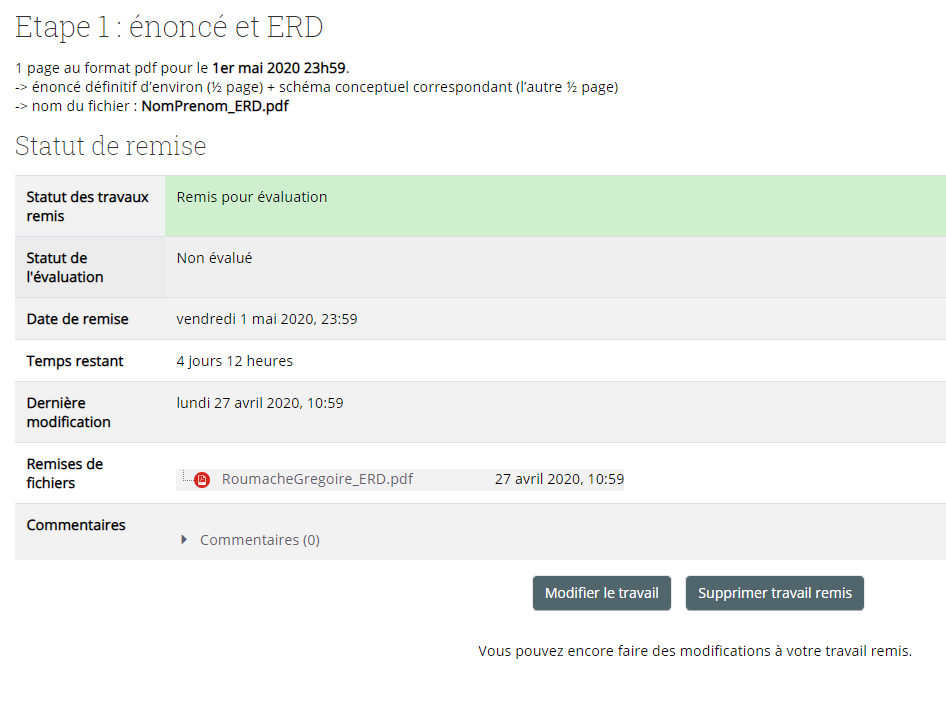 Etape 1 : énoncé et ERD
1 page au format pdf pour le 1er mai 2020 23h59.
-> énoncé définitif d'environ (½ page) + schéma conceptuel correspondant (l'autre ½ page)
-> nom du fichier : NomPrenom_ERD.pdf
Statut de remise
Statut des travaux
remis
Remis pour évaluation
Statut de
l'évaluation
Non évalué
Date de remise
vendredi 1 mai 2020, 23:59
Temps restant
4 jours 12 heures
Dernière
modification
lundi 27 avril 2020, 10:59
Remises de
fichiers
RoumacheGregoire_ERD.pdf 27 avril 2020, 10:59
Commentaires
Commentaires (0)
Modifier le travail Supprimer travail remis
Vous pouvez encore faire des modifications à votre travail remis.